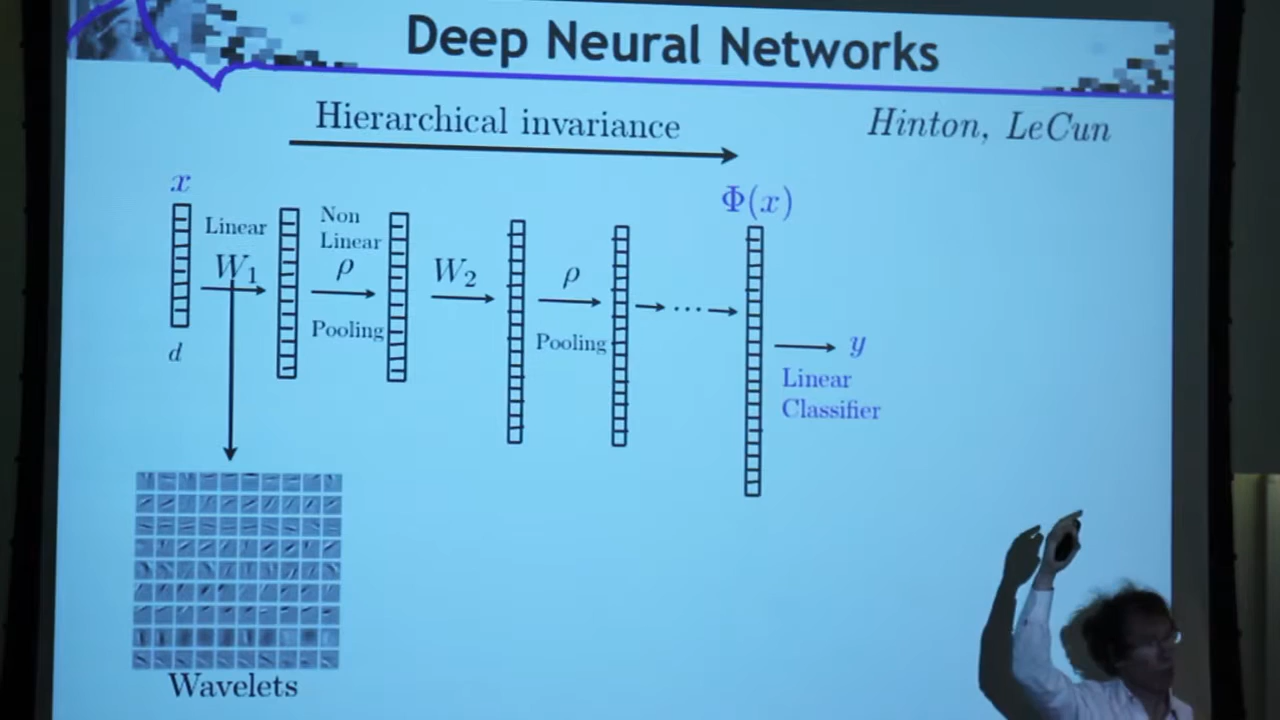 Deep Neural Networks
Hierarchical invariance
Hinton, LeCun
x
Φ(x)
Linear
W₁
Non
Linear
ρ
Pooling
W₂
ρ
Pooling
...
d
y
Linear
Classifier
Wavelets